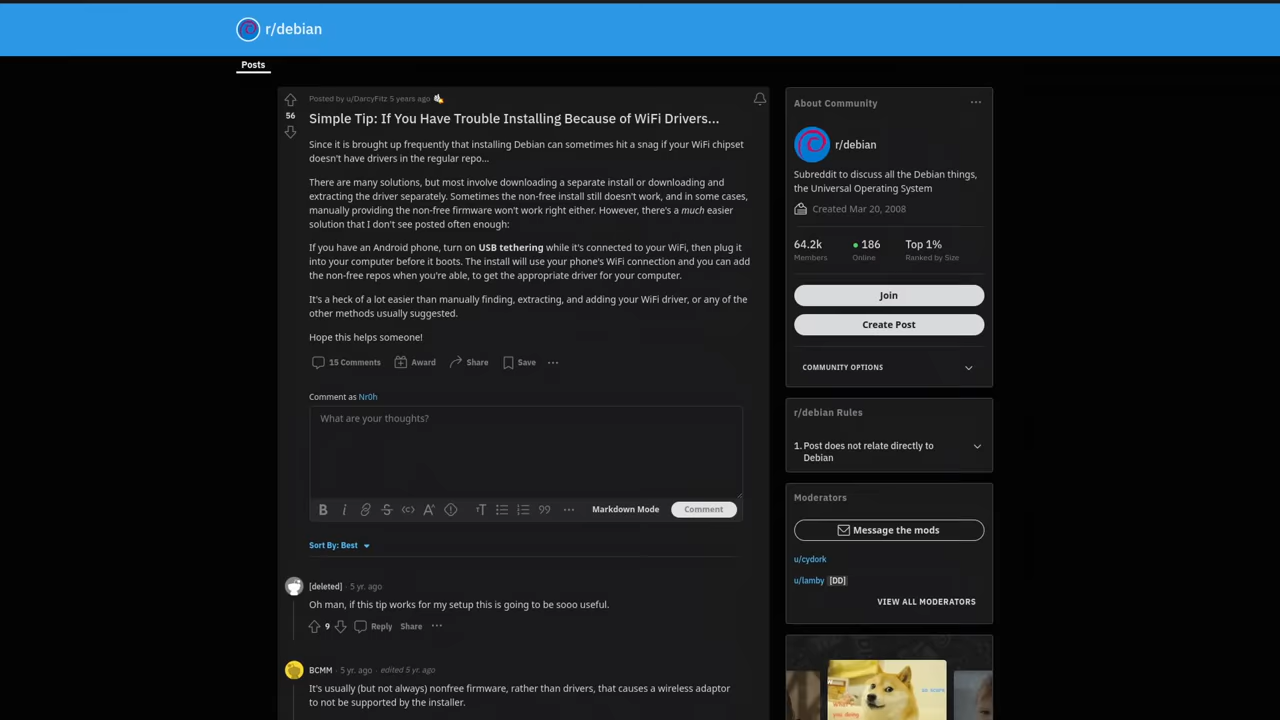 r/debian
Posts
Posted by u/DarcyFitz 5 years ago
56
Simple Tip: If You Have Trouble Installing Because of WiFi Drivers...
Since it is brought up frequently that installing Debian can sometimes hit a snag if your WiFi chipset
doesn't have drivers in the regular repo...
There are many solutions, but most involve downloading a separate install or downloading and
extracting the driver separately. Sometimes the non-free install still doesn't work, and in some cases,
manually providing the non-free firmware won't work right either. However, there's a much easier
solution that I don't see posted often enough:
If you have an Android phone, turn on USB tethering while it's connected to your WiFi, then plug it
into your computer before it boots. The install will use your phone's WiFi connection and you can add
the non-free repos when you're able, to get the appropriate driver for your computer.
It's a heck of a lot easier than manually finding, extracting, and adding your WiFi driver, or any of the
other methods usually suggested.
Hope this helps someone!
15 Comments Award Share Save
Comment as Nr0h
What are your thoughts?
Markdown Mode Comment
Sort By: Best
[deleted] · 5 yr. ago
Oh man, if this tip works for my setup this is going to be sooo useful.
9 Reply Share
BCMM · 5 yr. ago · edited 5 yr. ago
It's usually (but not always) nonfree firmware, rather than drivers, that causes a wireless adaptor
to not be supported by the installer.
About Community
r/debian
Subreddit to discuss all the Debian things,
the Universal Operating System
Created Mar 20, 2008
64.2k 186 Top 1%
Members Online Ranked by Size
Join
Create Post
COMMUNITY OPTIONS
r/debian Rules
1. Post does not relate directly to
Debian
Moderators
Message the mods
u/cydork
u/lamby [DD]
VIEW ALL MODERATORS